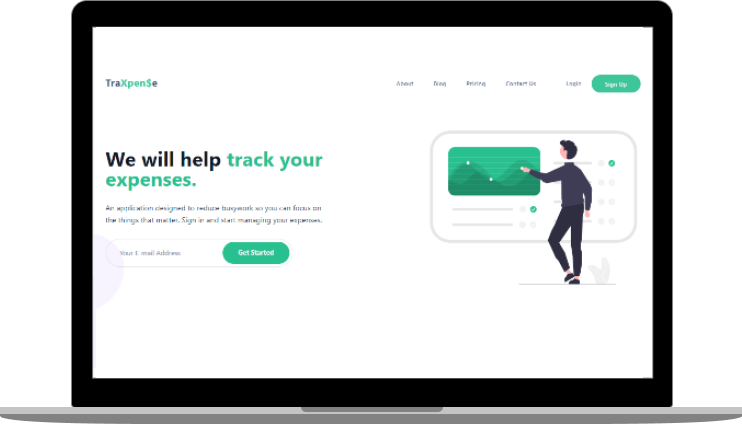 TraXpen$e
About Blog Pricing Contact Us Login Sign Up
We will help track your
expenses.
An application designed to reduce busywork so you can focus on
the things that matter. Sign in and start managing your expenses.
Your E-mail Address Get Started